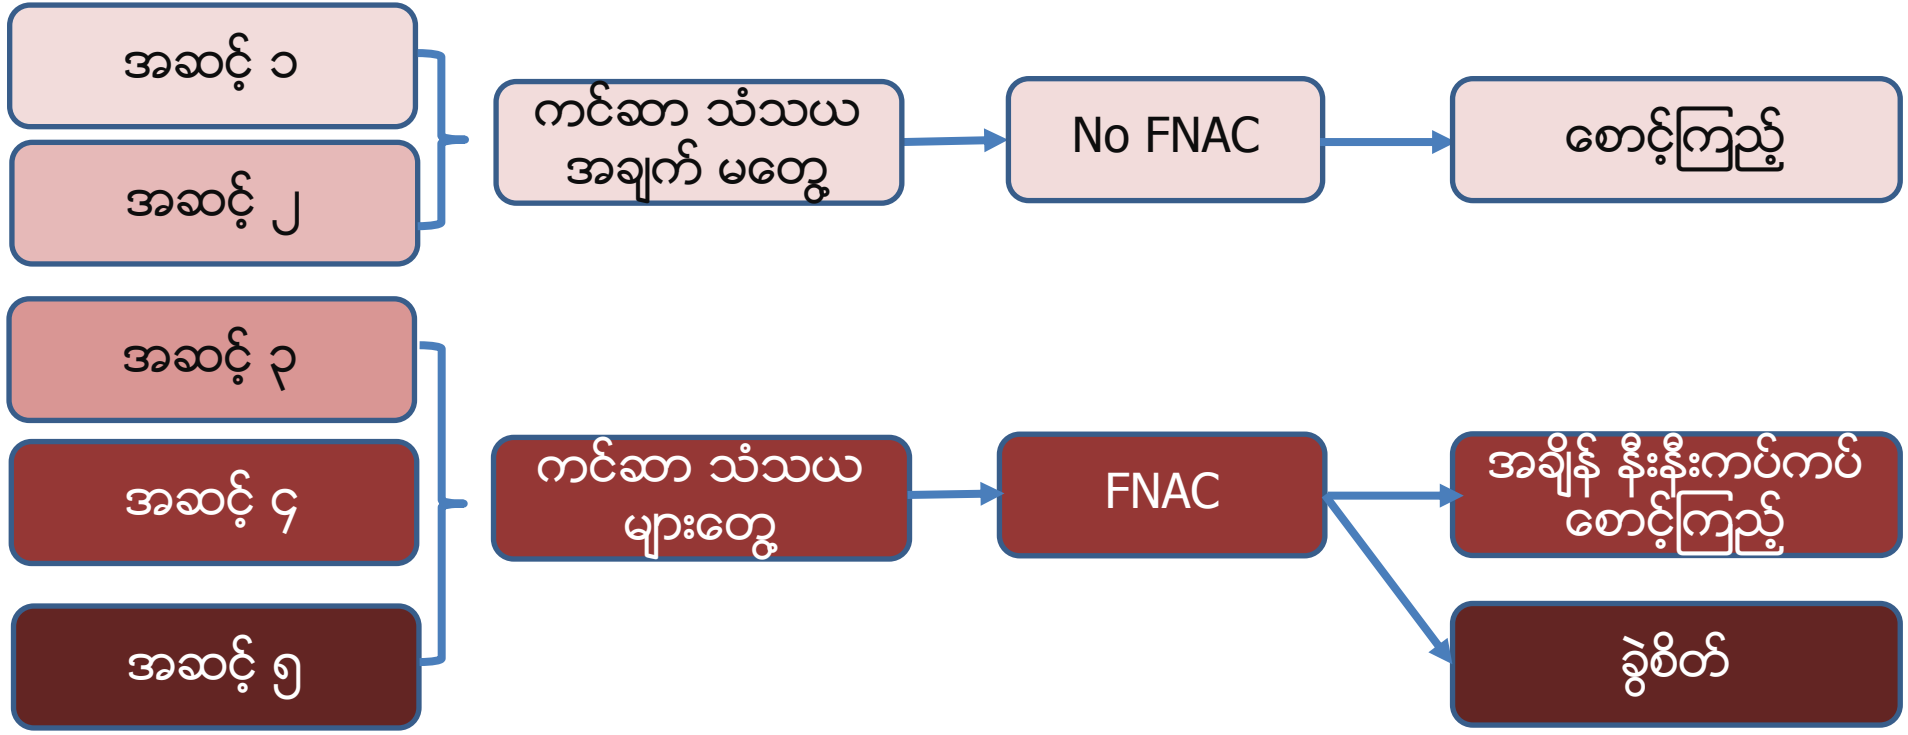 အဆင့် ၁
အဆင့် ၂
ကင်ဆာ သံသယ
အချက် မတွေ့
No FNAC
စောင့်ကြည့်
အဆင့် ၃
အဆင့် ၄
အဆင့် ၅
ကင်ဆာ သံသယ
များတွေ့
FNAC
အချိန် နီးနီးကပ်ကပ်
စောင့်ကြည့်
ခွဲစိတ်